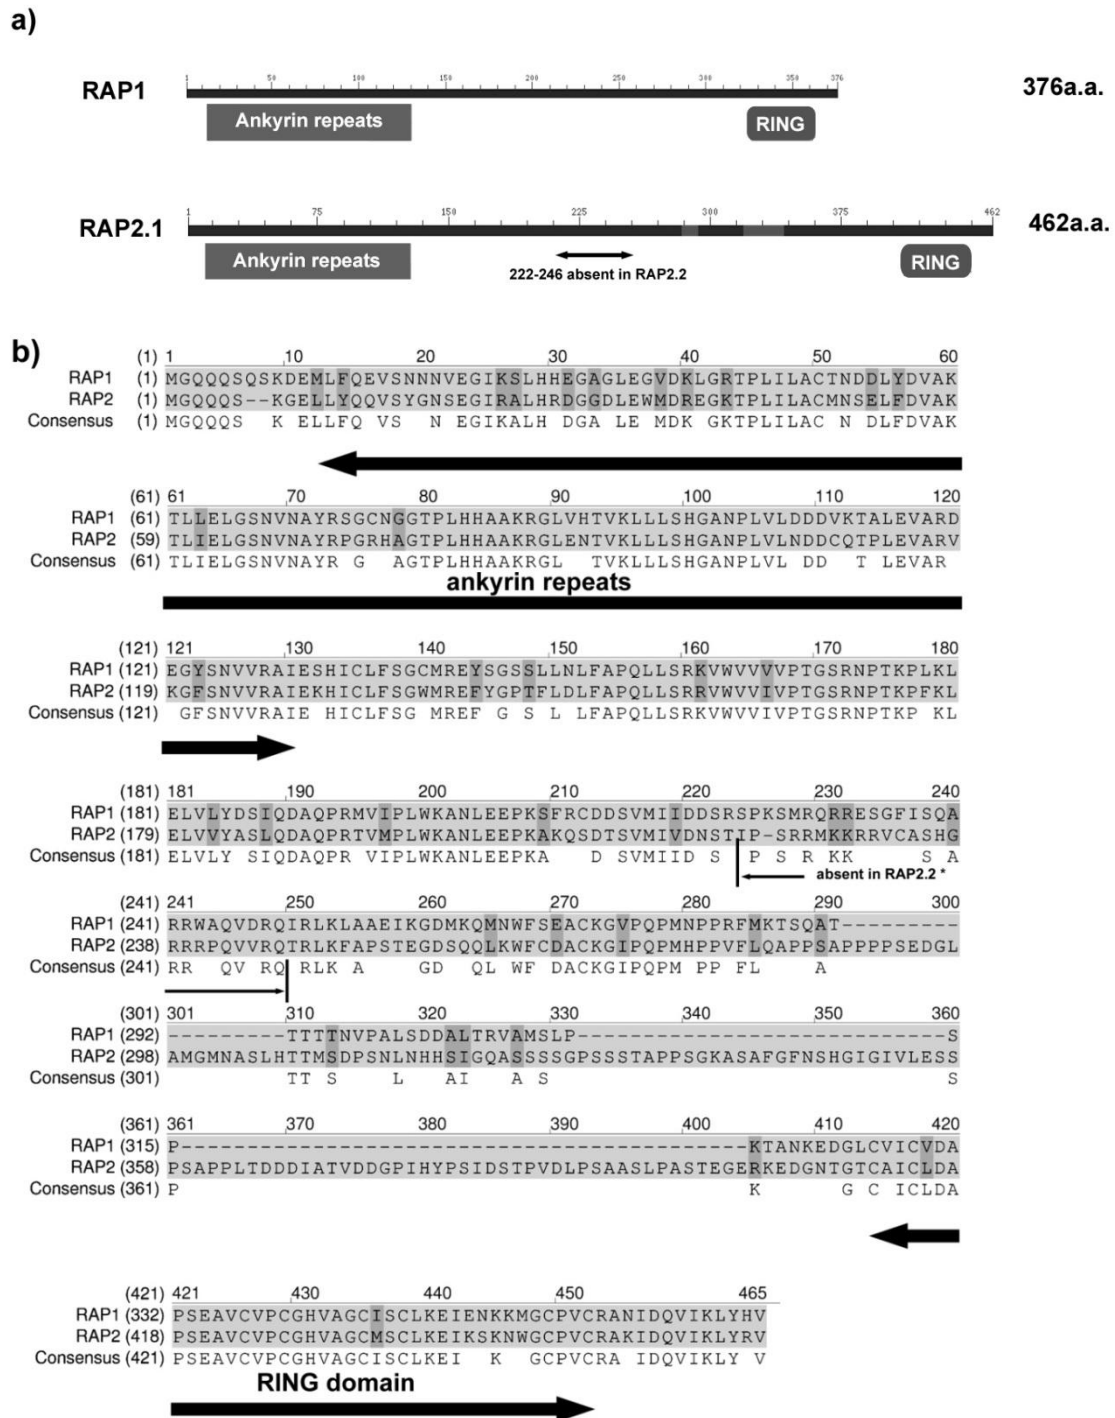 a)
1 50 100 150 200 250 300 350 376
RAP1 376a.a.
Ankyrin repeats RING
1 75 150 225 300 375 462
RAP2.1 462a.a.
Ankyrin repeats RING
222-246 absent in RAP2.2
b)
(1) 1 10 20 30 40 50 60
RAP1 (1) MGQQQSQSKDEMLFQEVSNNNVEGIKSLHHEGAGLEGVDKLGRTPLILACTNDDLYDVAK
RAP2 (1) MGQQQS--KGELLYQQVSYGNSEGIRALHRDGGDLEWMDREGKTPLILACMNSELFDVAK
Consensus (1) MGQQQS K ELLFQ VS N EGIKALH DGA LE MDK GKTPLILAC N DLFDVAK
(61) 61 70 80 90 100 110 120
RAP1 (61) TLLELGSNVNAYRSGCNGGTPLHHAAKRGLVHTVKLLLSHGANPLVLDDDVKTALEVARD
RAP2 (59) TLIELGSNVNAYRPGRHAGTPLHHAAKRGLENTVKLLLSHGANPLVLNDDCQTPLEVARV
Consensus (61) TLIELGSNVNAYR G AGTPLHHAAKRGL TVKLLLSHGANPLVL DD T LEVAR
ankyrin repeats
(121) 121 130 140 150 160 170 180
RAP1 (121) EGYSNVVRAIESHICLFSGCMREYSGSSLLNLFAPQLLSRKVWVVVVPTGSRNPTKPLKL
RAP2 (119) KGFSNVVRAIEKHICLFSGWMREFYGPTFLDLFAPQLLSRRVWVVIVPTGSRNPTKPFKL
Consensus (121) GFSNVVRAIE HICLFSG MREF G S L LFAPQLLSRKVWVVIVPTGSRNPTKP KL
(181) 181 190 200 210 220 230 240
RAP1 (181) ELVLYDSIQDAQPRMVIPLWKANLEEPKSFRCDDSVMIIDDSRSPKSMRQRRESGFISQA
RAP2 (179) ELVVYASLQDAQPRTVMPLWKANLEEPKAKQSDTSVMIVDNSTIP-SRRMKKRRVCASHG
Consensus (181) ELVLY SIQDAQPR VIPLWKANLEEPKA D SVMIID S P S R KK S A
absent in RAP2.2 *
(241) 241 250 260 270 280 290 300
RAP1 (241) RRWAQVDRQIRLKLAAEIKGDMKQMNWFSEACKGVPQPMNPPRFMKTSQAT----------
RAP2 (238) RRRPQVVRQTRLKFAPSTEGDSQQLKWFCDACKGIPQPMHPPVFLQAPPSAPPPPSEDGL
Consensus (241) RR QV RQ RLK A GD QL WF DACKGIPQPM PP FL A
(301) 301 310 320 330 340 350 360
RAP1 (292) ---------TTTTNVPALSDDALTRVAMSLP----------------------------S
RAP2 (298) AMGMNASLHTTMSDPSNLNHHSIGQASSSSGPSSSTAPPSGKASAFGFNSHGIGIVLESS
Consensus (301) TT S L AI A S S
(361) 361 370 380 390 400 410 420
RAP1 (315) P-------------------------------------------KTANKEDGLCVICVDA
RAP2 (358) PSAPPLTDDDIATVDDGPIHYPSIDSTPVDLPSAASLPASTEGERKEDGNTGTCAICLDA
Consensus (361) P K G C ICLDA
(421) 421 430 440 450 465
RAP1 (332) PSEAVCVPCGHVAGCISCLKEIENKKMGCPVCRANIDQVIKLYHV
RAP2 (418) PSEAVCVPCGHVAGCMSCLKEIKSKNWGCPVCRAKIDQVIKLYRV
Consensus (421) PSEAVCVPCGHVAGCISCLKEI K GCPVCRA IDQVIKLY V
RING domain